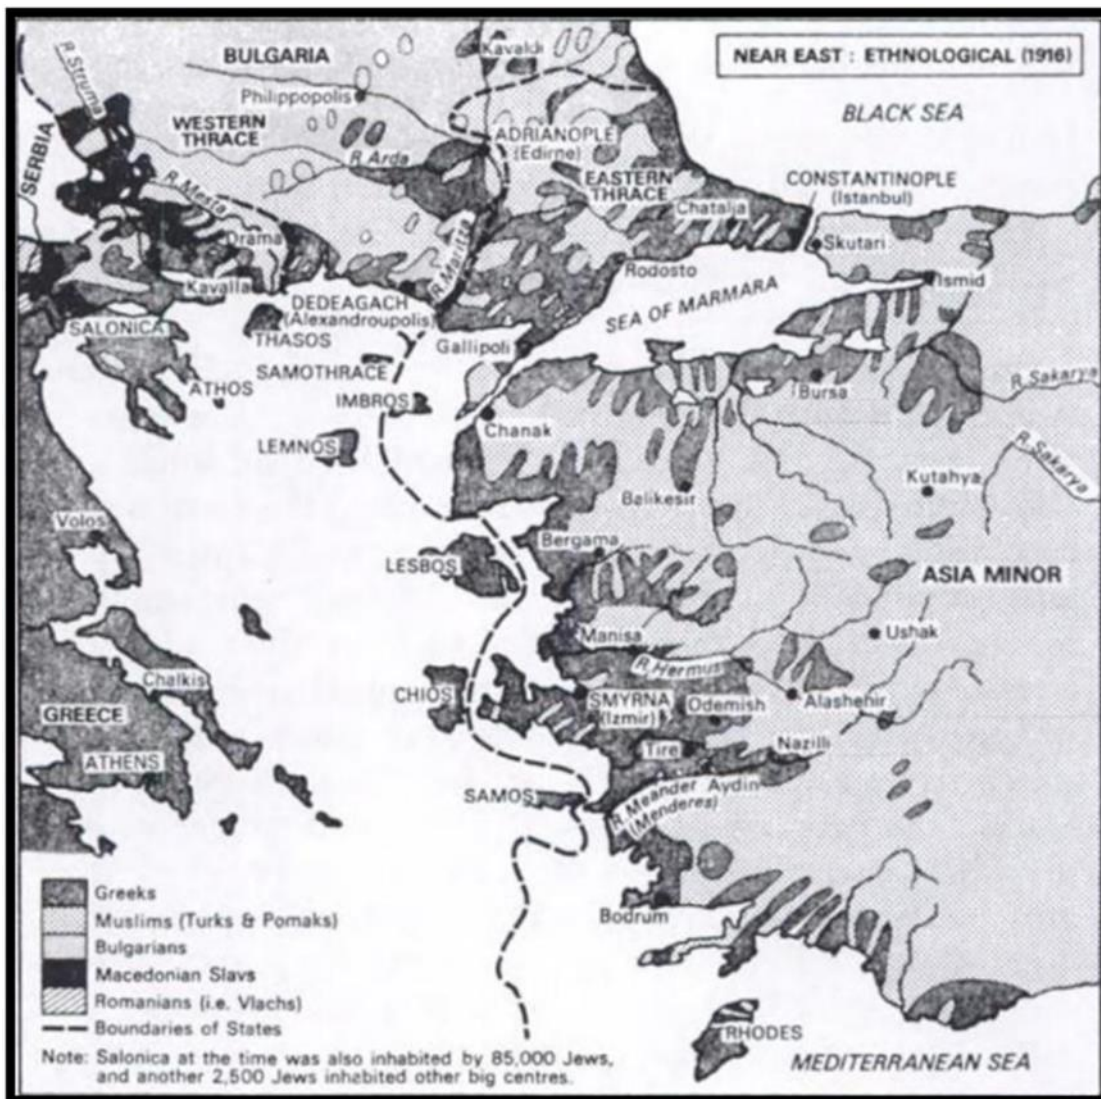 NEAR EAST : ETHNOLOGICAL (1916)
BULGARIA
Kavaldi
R. Struma
Philippopolis
BLACK SEA
WESTERN
THRACE
SERBIA
R. Arda
ADRIANOPLE
(Edirne)
EASTERN
THRACE
CONSTANTINOPLE
(Istanbul)
R. Mesta
Chatalja
Drama
Skutari
R. Maritsa
Rodosto
Ismid
Kavalla
DEDEAGACH
(Alexandroupolis)
SEA OF MARMARA
SALONICA
THASOS
Gallipoli
SAMOTHRACE
ATHOS
IMBROS
Bursa
R. Sakarya
Chanak
LEMNOS
R. Sakarya
Kutahya
Balikesir
Volos
Bergama
LESBOS
ASIA MINOR
Manisa
Ushak
R. Hermus
Chalkis
CHIOS
SMYRNA
(Izmir)
Odemish
Alashehir
GREECE
ATHENS
Tire
Nazilli
SAMOS
R. Meander Aydin
(Menderes)
Bodrum
RHODES
MEDITERRANEAN SEA
Greeks
Muslims (Turks & Pomaks)
Bulgarians
Macedonian Slavs
Romanians (i.e. Vlachs)
Boundaries of States
Note: Salonica at the time was also inhabited by 85,000 Jews,
and another 2,500 Jews inhabited other big centres.